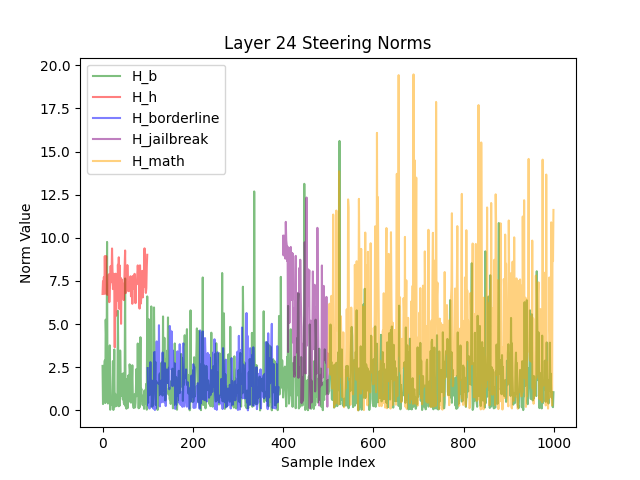 Layer 24 Steering Norms
20.0
17.5
15.0
12.5
10.0
7.5
5.0
2.5
0.0
Norm Value
H_b
H_h
H_borderline
H_jailbreak
H_math
0 200 400 600 800 1000
Sample Index